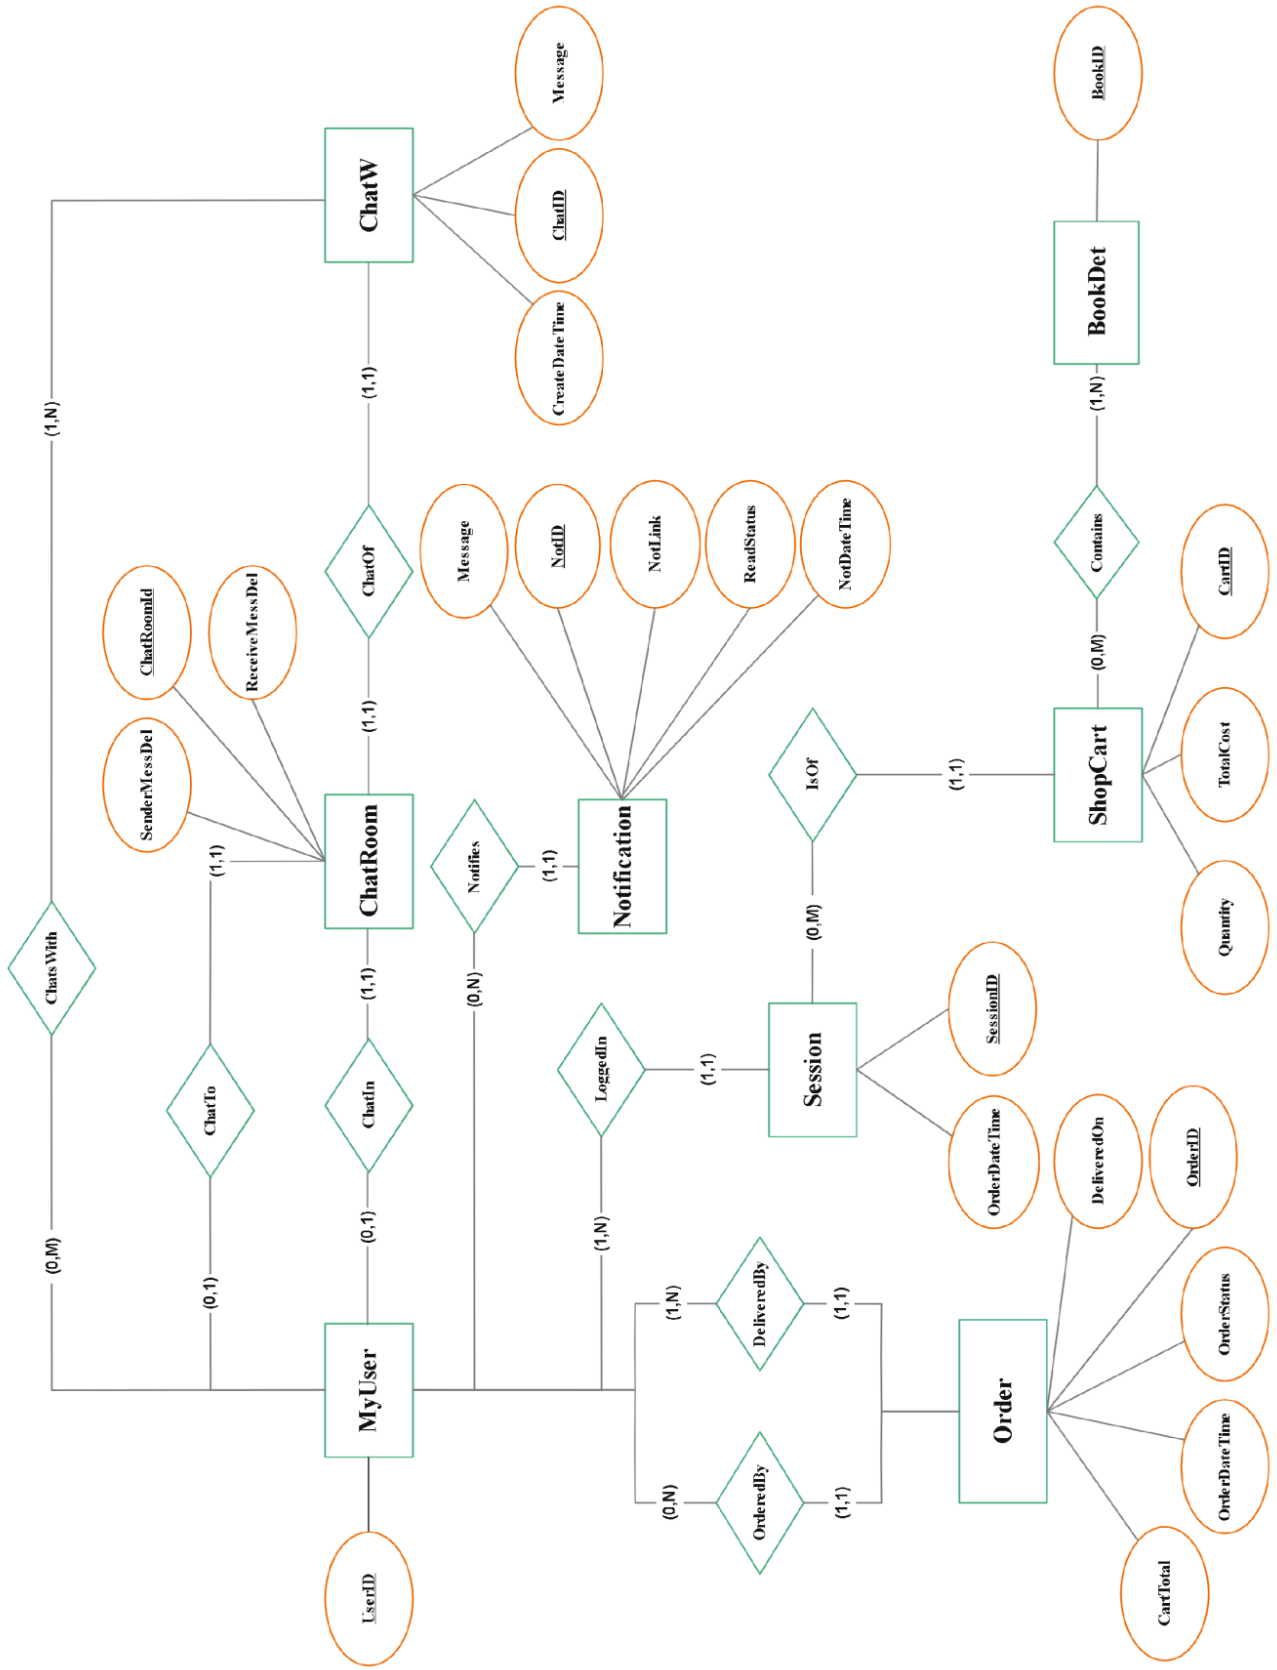 UserID
MyUser
(0,M)
ChatsWith
(1,N)
(0,1)
ChatTo
(1,1)
(0,1)
ChatIn
(1,1)
SenderMessDel
ChatRoomId
ReceiveMessDel
ChatRoom
(1,1)
ChatOf
(1,1)
ChatW
CreateDateTime
ChatID
Message
(0,N)
Notifies
(1,1)
Notification
Message
NotID
NotLink
ReadStatus
NotDateTime
(1,N)
LoggedIn
(1,1)
Session
OrderDateTime
SessionID
(0,M)
IsOf
(1,1)
ShopCart
Quantity
TotalCost
CartID
(0,M)
Contains
(1,N)
BookDet
BookID
(0,N)
OrderedBy
(1,1)
(1,N)
DeliveredBy
(1,1)
Order
CartTotal
OrderDateTime
OrderStatus
OrderID
DeliveredOn